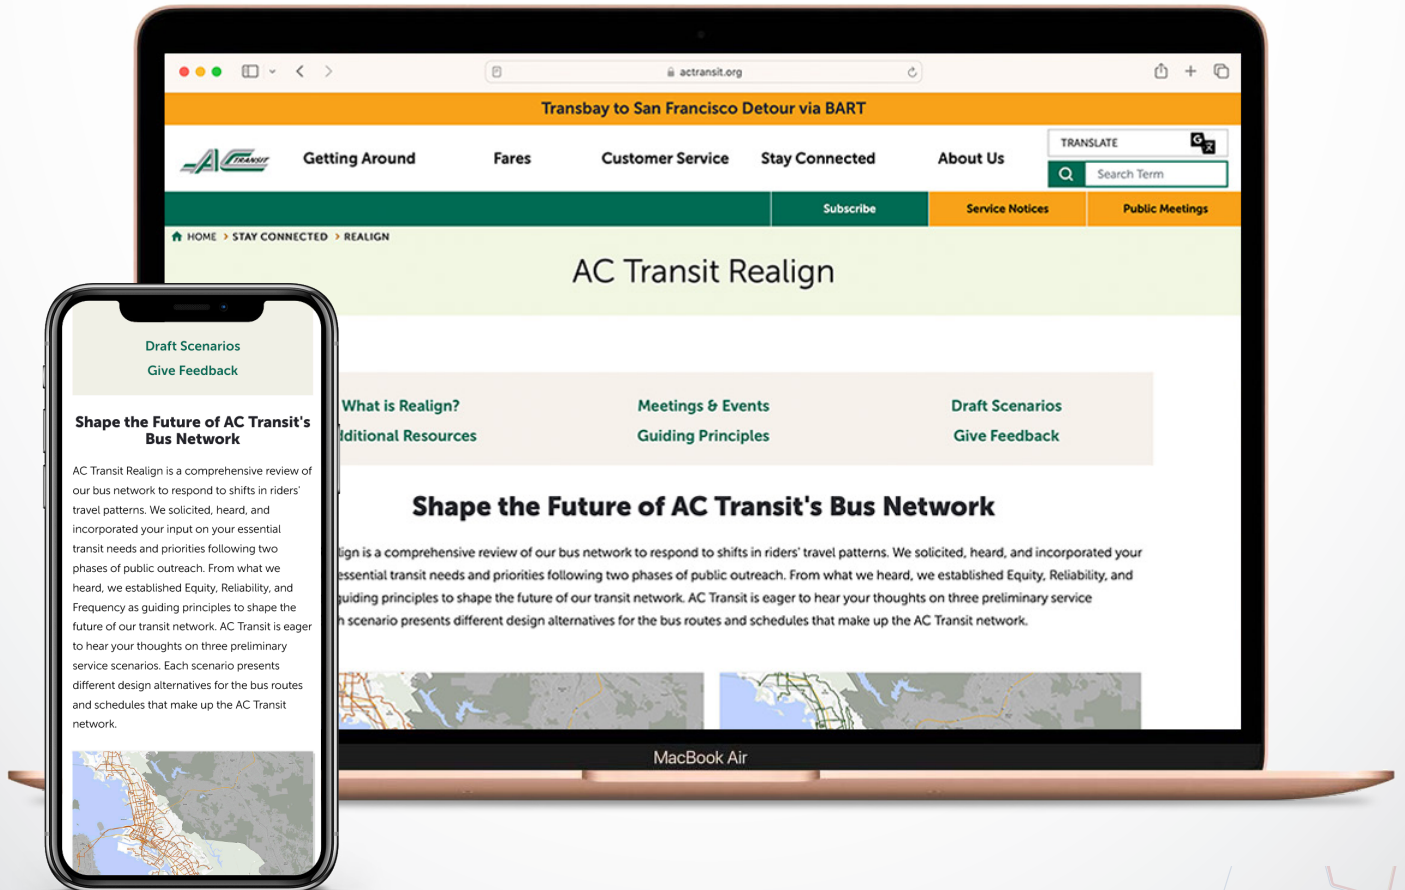 actransit.org
Transbay to San Francisco Detour via BART
AC TRANSIT
Getting Around
Fares
Customer Service
Stay Connected
About Us
TRANSLATE
G
Search Term
Subscribe
Service Notices
Public Meetings
HOME > STAY CONNECTED > REALIGN
AC Transit Realign
What is Realign?
Meetings & Events
Draft Scenarios
Resources
Guiding Principles
Give Feedback
Shape the Future of AC Transit's Bus Network
is a comprehensive review of our bus network to respond to shifts in riders' travel patterns. We solicited, heard, and incorporated your
essential transit needs and priorities following two phases of public outreach. From what we heard, we established Equity, Reliability, and
guiding principles to shape the future of our transit network. AC Transit is eager to hear your thoughts on three preliminary service
scenario presents different design alternatives for the bus routes and schedules that make up the AC Transit network.
MacBook Air
Draft Scenarios
Give Feedback
Shape the Future of AC Transit's
Bus Network
AC Transit Realign is a comprehensive review of
our bus network to respond to shifts in riders'
travel patterns. We solicited, heard, and
incorporated your input on your essential
transit needs and priorities following two
phases of public outreach. From what we
heard, we established Equity, Reliability, and
Frequency as guiding principles to shape the
future of our transit network. AC Transit is eager
to hear your thoughts on three preliminary
service scenarios. Each scenario presents
different design alternatives for the bus routes
and schedules that make up the AC Transit
network.